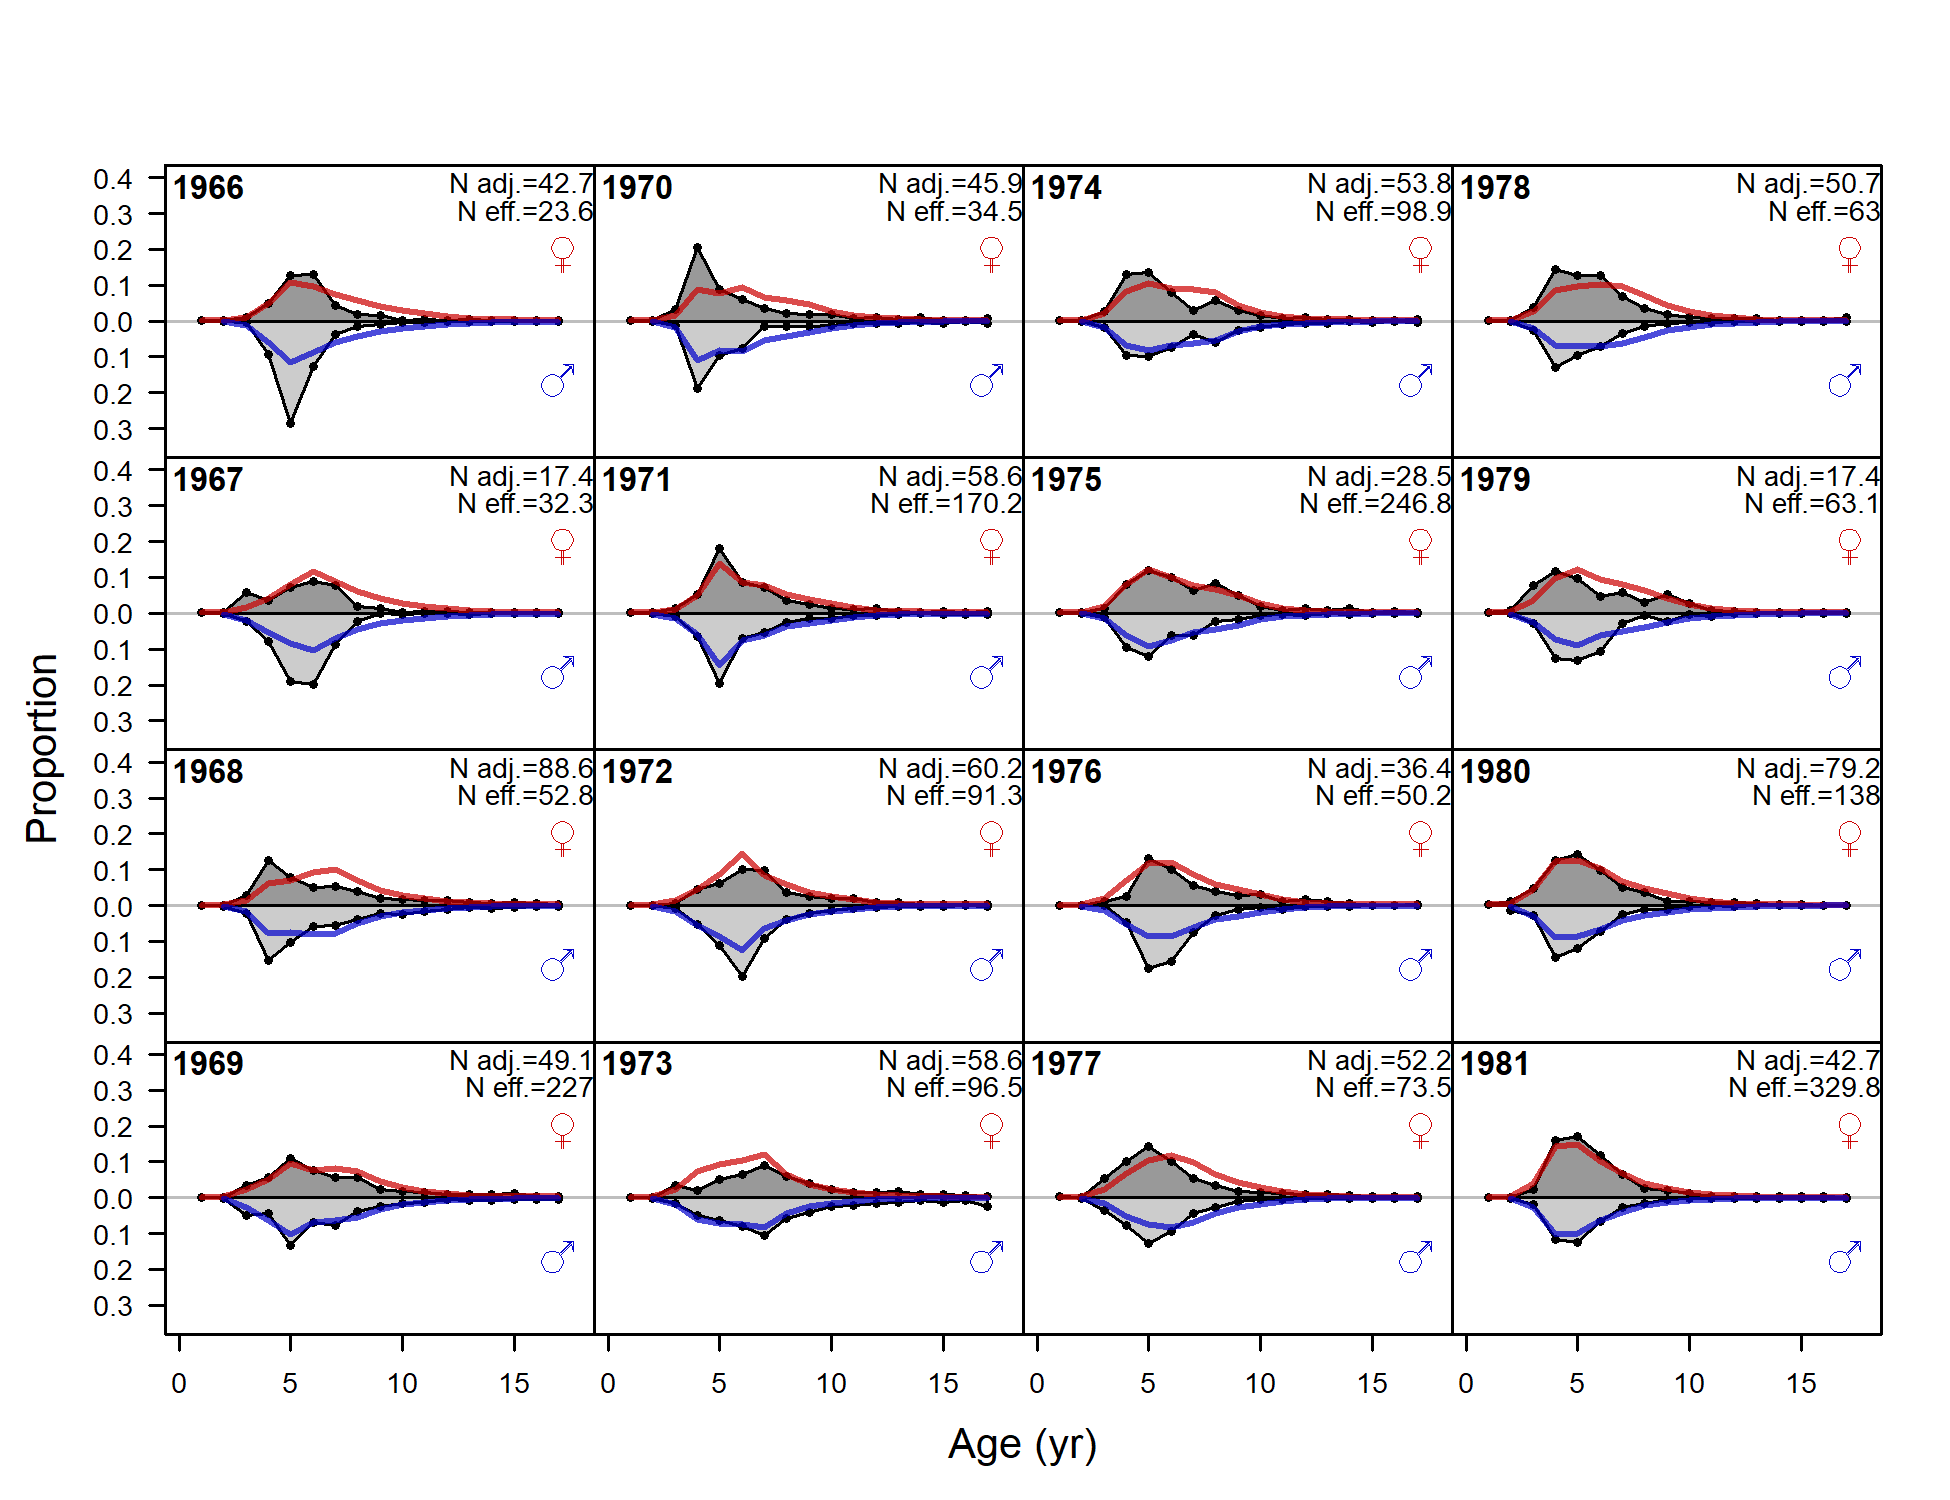 1966
N adj.=42.7
N eff.=23.6
1970
N adj.=45.9
N eff.=34.5
1974
N adj.=53.8
N eff.=98.9
1978
N adj.=50.7
N eff.=63
0.4
0.3
0.2
0.1
0.0
0.1
0.2
0.3
♀
♂
♀
♂
♀
♂
♀
♂
1967
N adj.=17.4
N eff.=32.3
1971
N adj.=58.6
N eff.=170.2
1975
N adj.=28.5
N eff.=246.8
1979
N adj.=17.4
N eff.=63.1
0.4
0.3
0.2
0.1
0.0
0.1
0.2
0.3
♀
♂
♀
♂
♀
♂
♀
♂
1968
N adj.=88.6
N eff.=52.8
1972
N adj.=60.2
N eff.=91.3
1976
N adj.=36.4
N eff.=50.2
1980
N adj.=79.2
N eff.=138
0.4
0.3
0.2
0.1
0.0
0.1
0.2
0.3
♀
♂
♀
♂
♀
♂
♀
♂
1969
N adj.=49.1
N eff.=227
1973
N adj.=58.6
N eff.=96.5
1977
N adj.=52.2
N eff.=73.5
1981
N adj.=42.7
N eff.=329.8
0.4
0.3
0.2
0.1
0.0
0.1
0.2
0.3
♀
♂
♀
♂
♀
♂
♀
♂
Proportion
0 5 10 15 0 5 10 15 0 5 10 15 0 5 10 15
Age (yr)